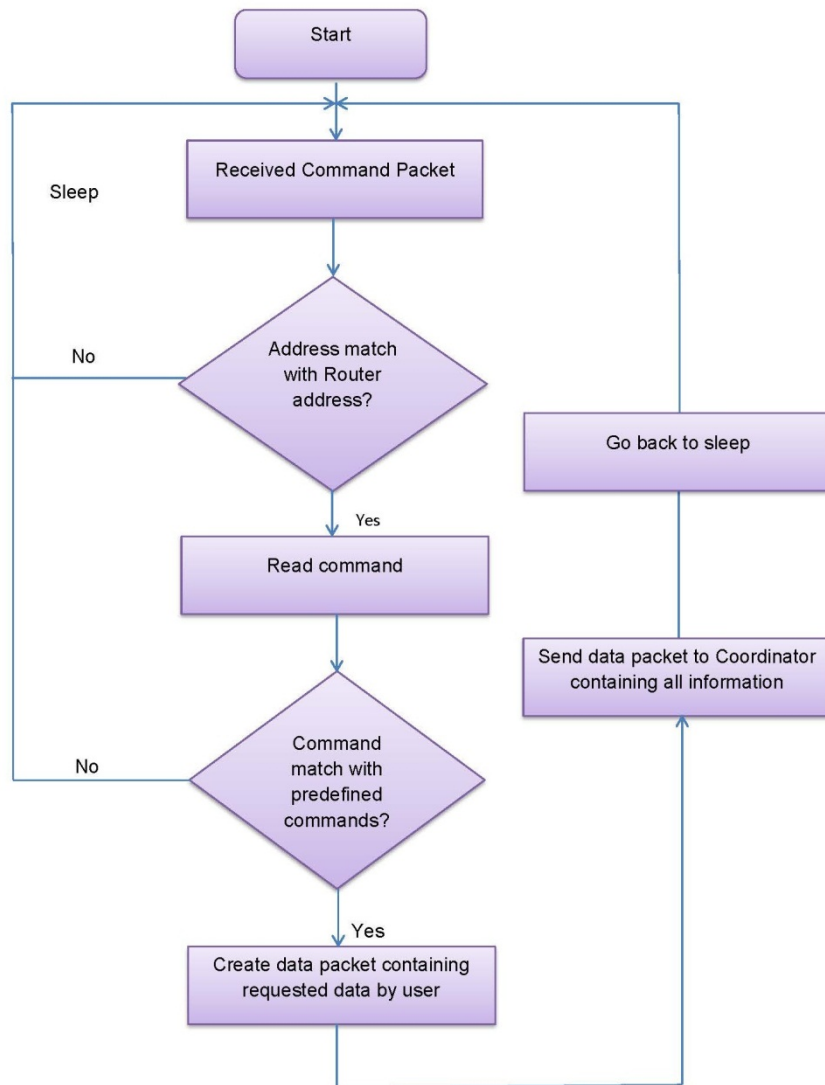 Start
Received Command Packet
Sleep
No
Address match
with Router
address?
Yes
Read command
No
Command
match with
predefined
commands?
Yes
Create data packet containing
requested data by user
Send data packet to Coordinator
containing all information
Go back to sleep